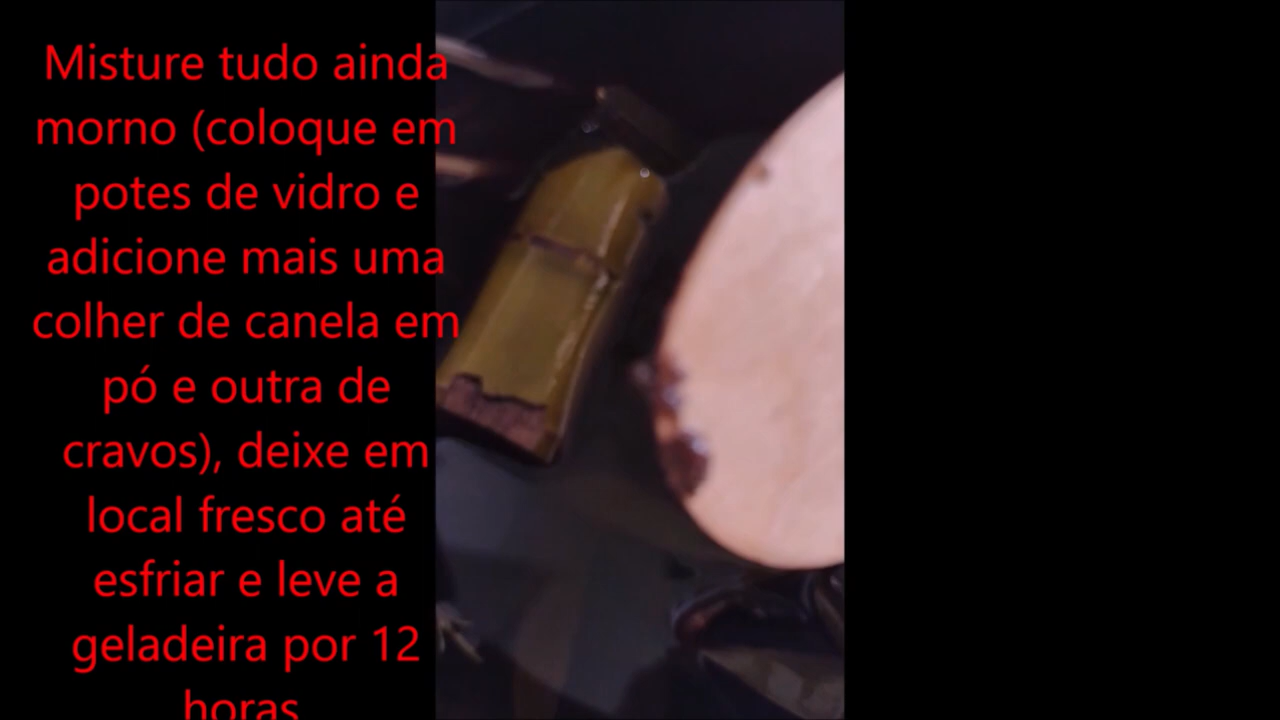 Misture tudo ainda
morno (coloque em
potes de vidro e
adicione mais uma
colher de canela em
pó e outra de
cravos), deixe em
local fresco até
esfriar e leve a
geladeira por 12
horas